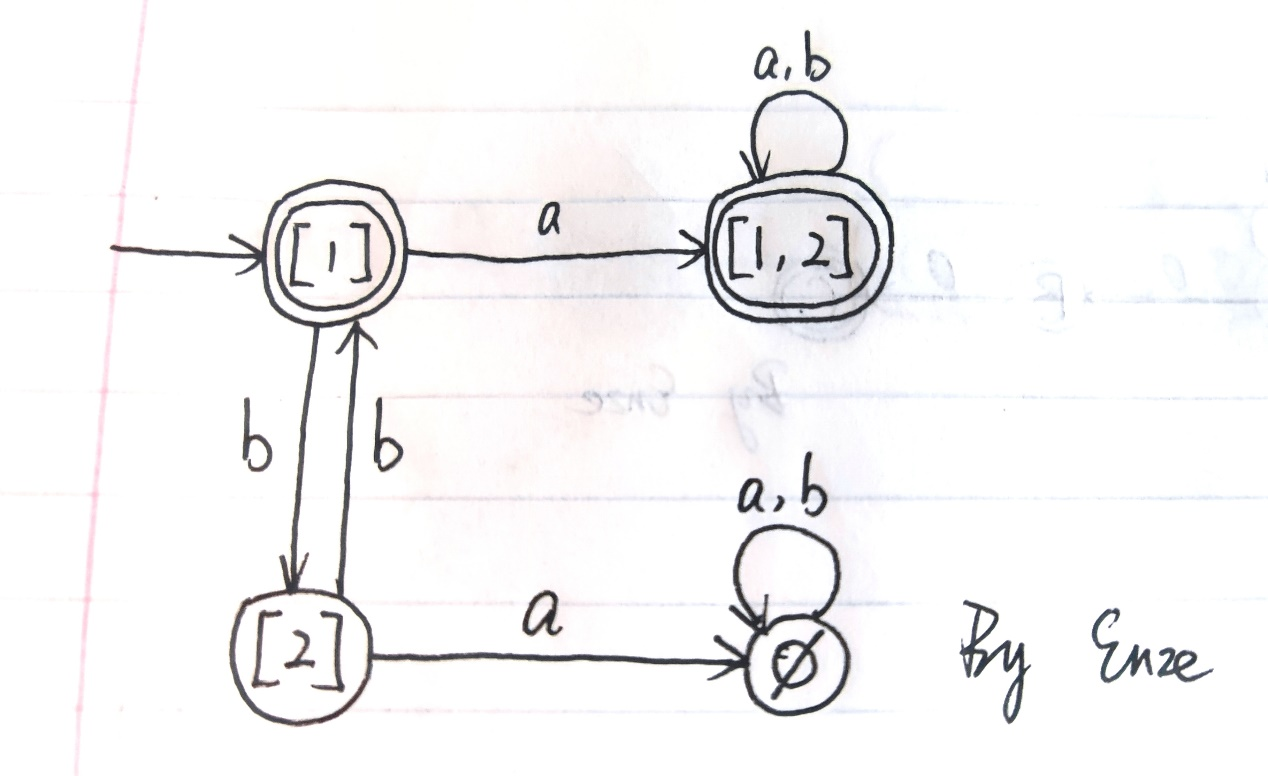 a, b
[1]
a
[1, 2]
b
b
a, b
[2]
a
Ø
By Enze